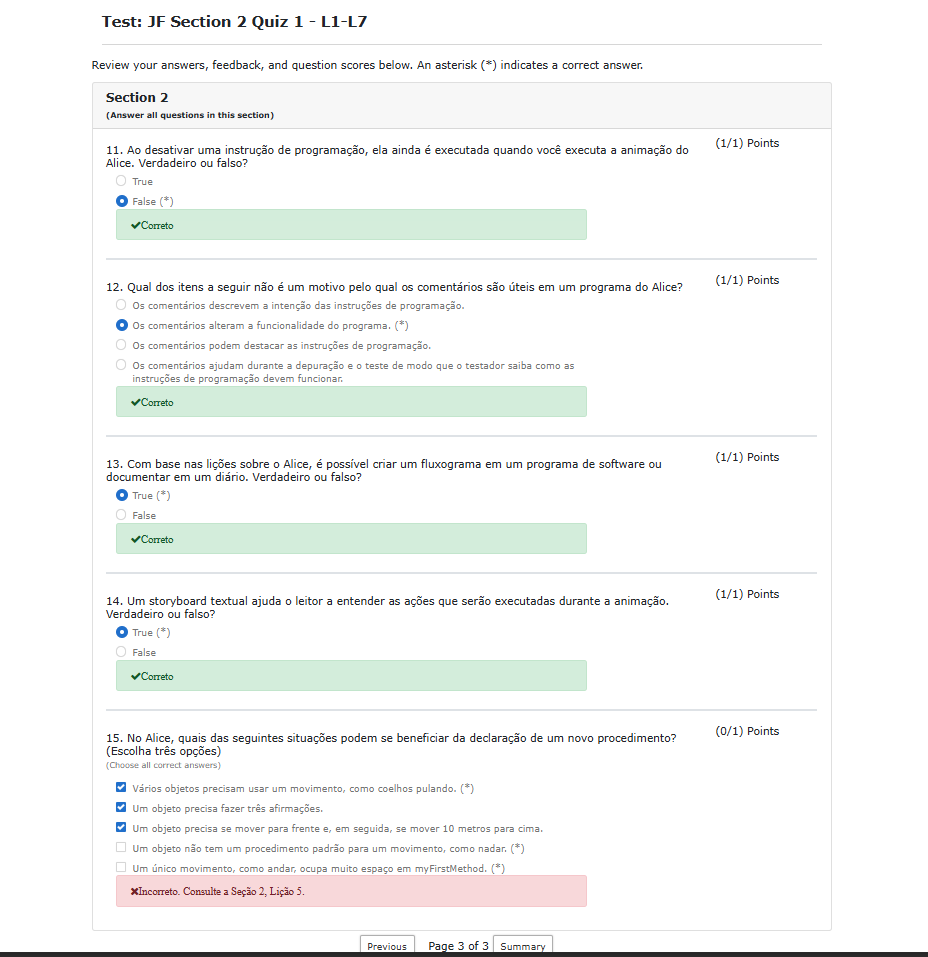 Test: JF Section 2 Quiz 1 - L1-L7
Review your answers, feedback, and question scores below. An asterisk (*) indicates a correct answer.
Section 2
(Answer all questions in this section)
11. Ao desativar uma instrução de programação, ela ainda é executada quando você executa a animação do
Alice. Verdadeiro ou falso?
(1/1) Points
True
False (*)
✔Correto
12. Qual dos itens a seguir não é um motivo pelo qual os comentários são úteis em um programa do Alice?
(1/1) Points
Os comentários descrevem a intenção das instruções de programação.
Os comentários alteram a funcionalidade do programa. (*)
Os comentários podem destacar as instruções de programação.
Os comentários ajudam durante a depuração e o teste de modo que o testador saiba como as
instruções de programação devem funcionar.
✔Correto
13. Com base nas lições sobre o Alice, é possível criar um fluxograma em um programa de software ou
documentar em um diário. Verdadeiro ou falso?
(1/1) Points
True (*)
False
✔Correto
14. Um storyboard textual ajuda o leitor a entender as ações que serão executadas durante a animação.
Verdadeiro ou falso?
(1/1) Points
True (*)
False
✔Correto
15. No Alice, quais das seguintes situações podem se beneficiar da declaração de um novo procedimento?
(Escolha três opções)
(0/1) Points
(Choose all correct answers)
Vários objetos precisam usar um movimento, como coelhos pulando. (*)
Um objeto precisa fazer três afirmações.
Um objeto precisa se mover para frente e, em seguida, se mover 10 metros para cima.
Um objeto não tem um procedimento padrão para um movimento, como nadar. (*)
Um único movimento, como andar, ocupa muito espaço em myFirstMethod. (*)
✖Incorreto. Consulte a Seção 2, Lição 5.
Previous Page 3 of 3 Summary